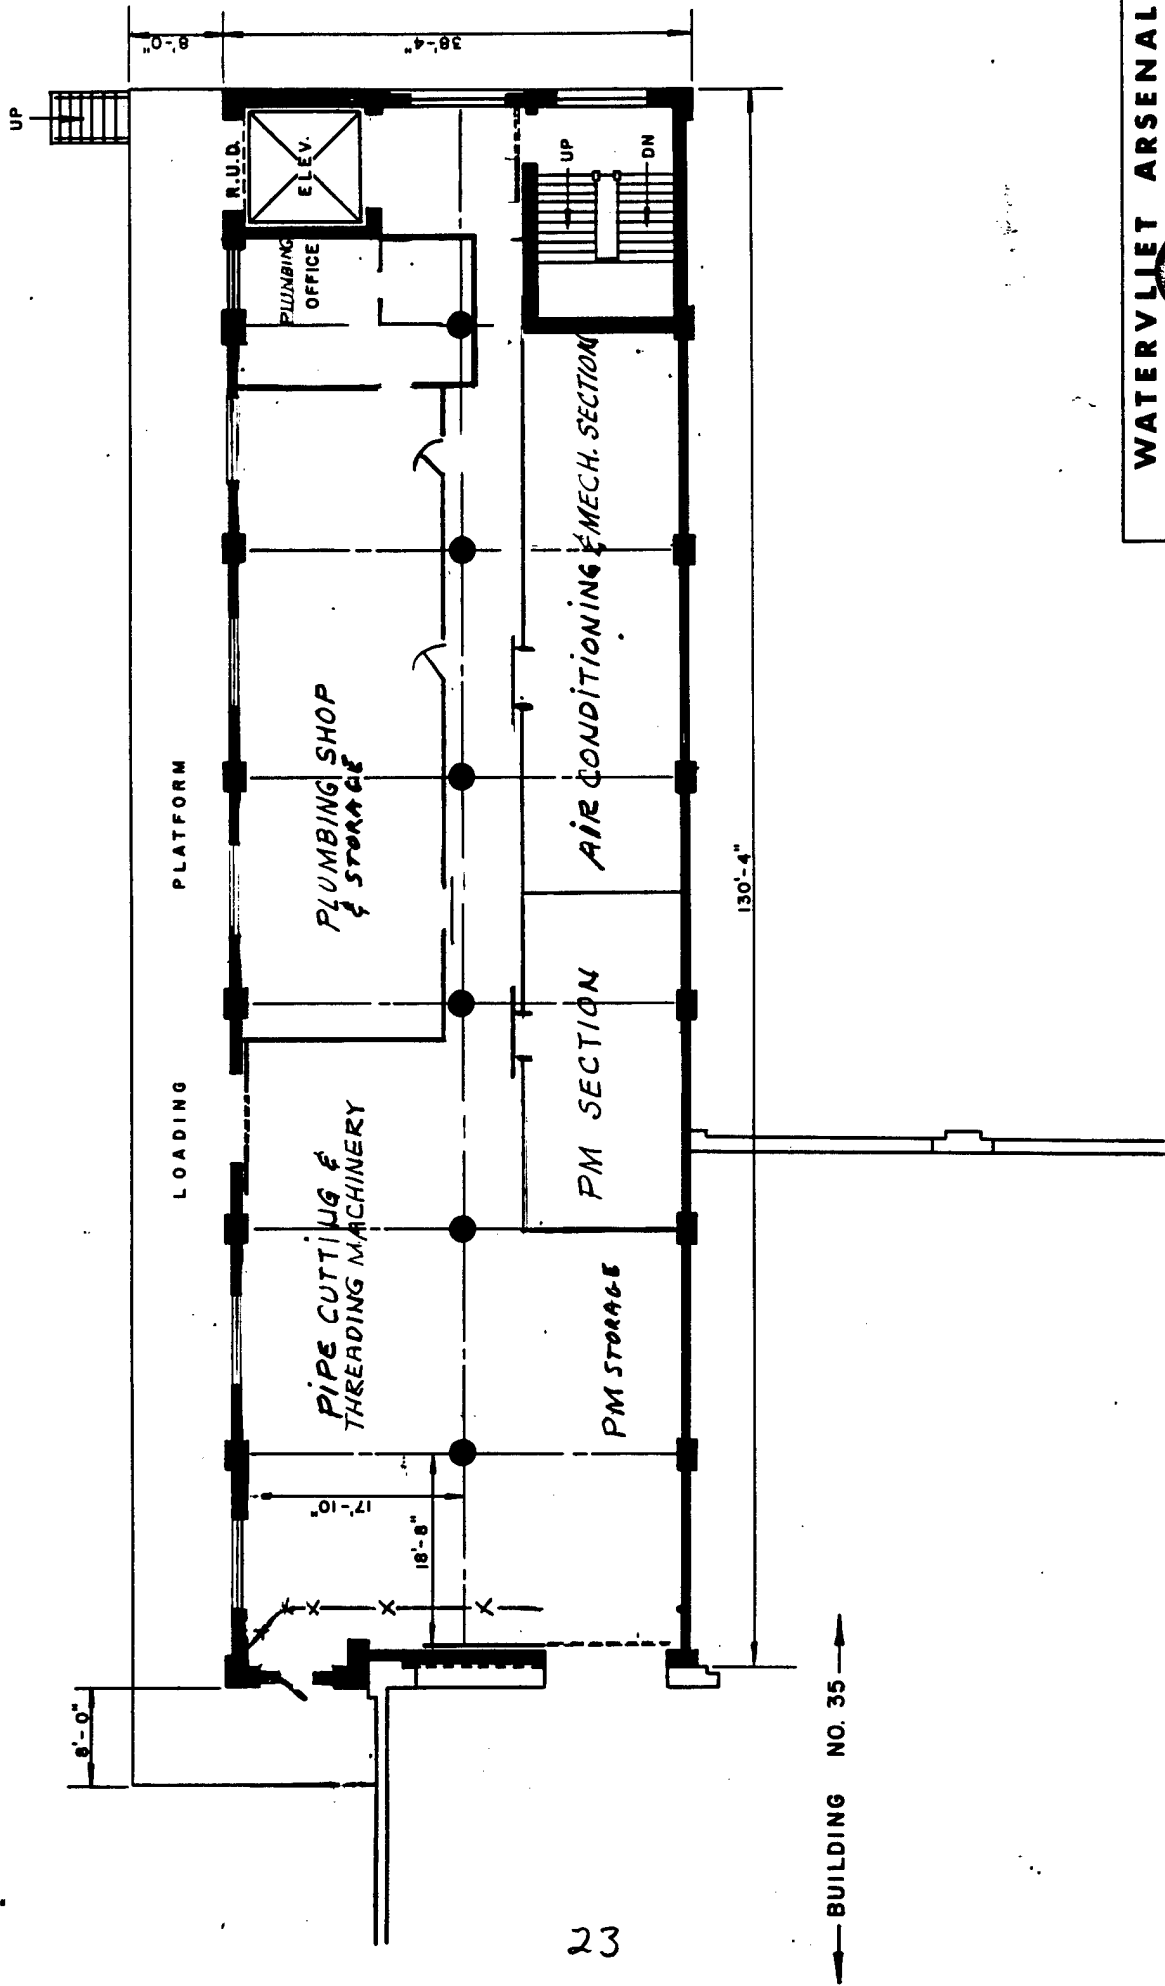 UP
8'-0"
38'-4"
R.U.D.
ELEV.
PLUMBING
OFFICE
UP
DN
LOADING PLATFORM
PLUMBING SHOP
& STORAGE
AIR CONDITIONING & MECH. SECTION
PM SECTION
PIPE CUTTING &
THREADING MACHINERY
PM STORAGE
17'-10"
18'-8"
130'-4"
8'-0"
BUILDING NO. 35
23
WATERVLIET ARSENAL